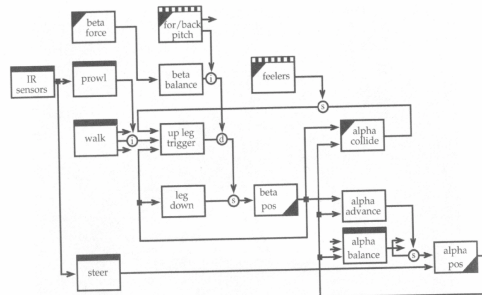 beta
force
for/back
pitch
IR
sensors
prowl
beta
balance
i
feelers
s
walk
i
up leg
trigger
d
alpha
collide
leg
down
s
beta
pos
alpha
advance
alpha
balance
s
alpha
pos
steer